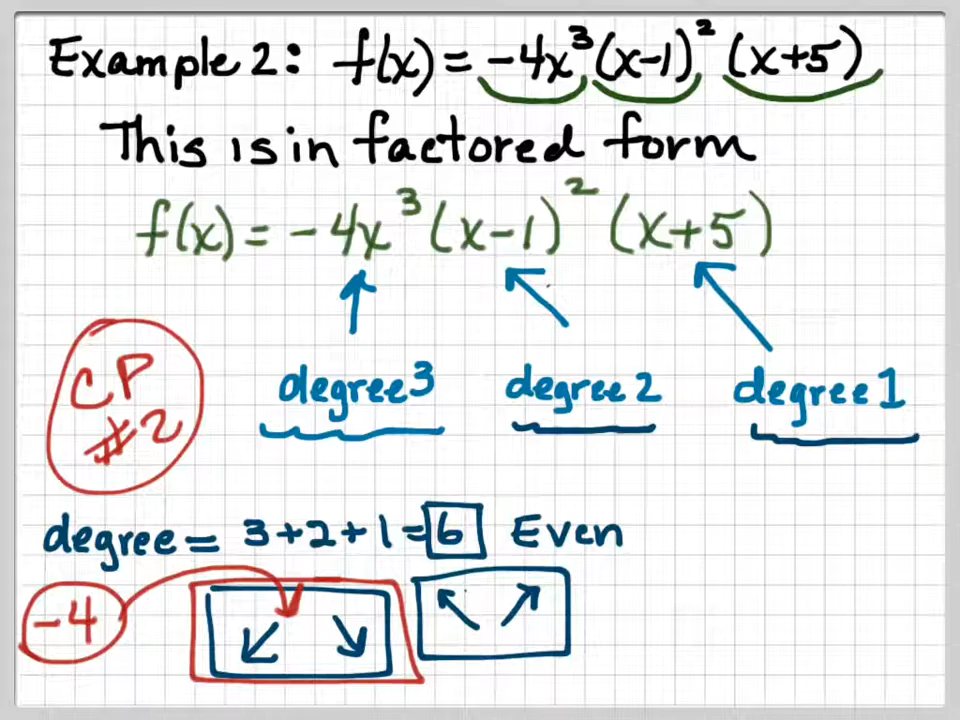 Example 2: f(x) = -4x³(x-1)²(x+5)
This is in factored form
f(x) = -4x³(x-1)²(x+5)
CP
#2
degree 3 degree 2 degree 1
degree = 3+2+1=6 Even
-4